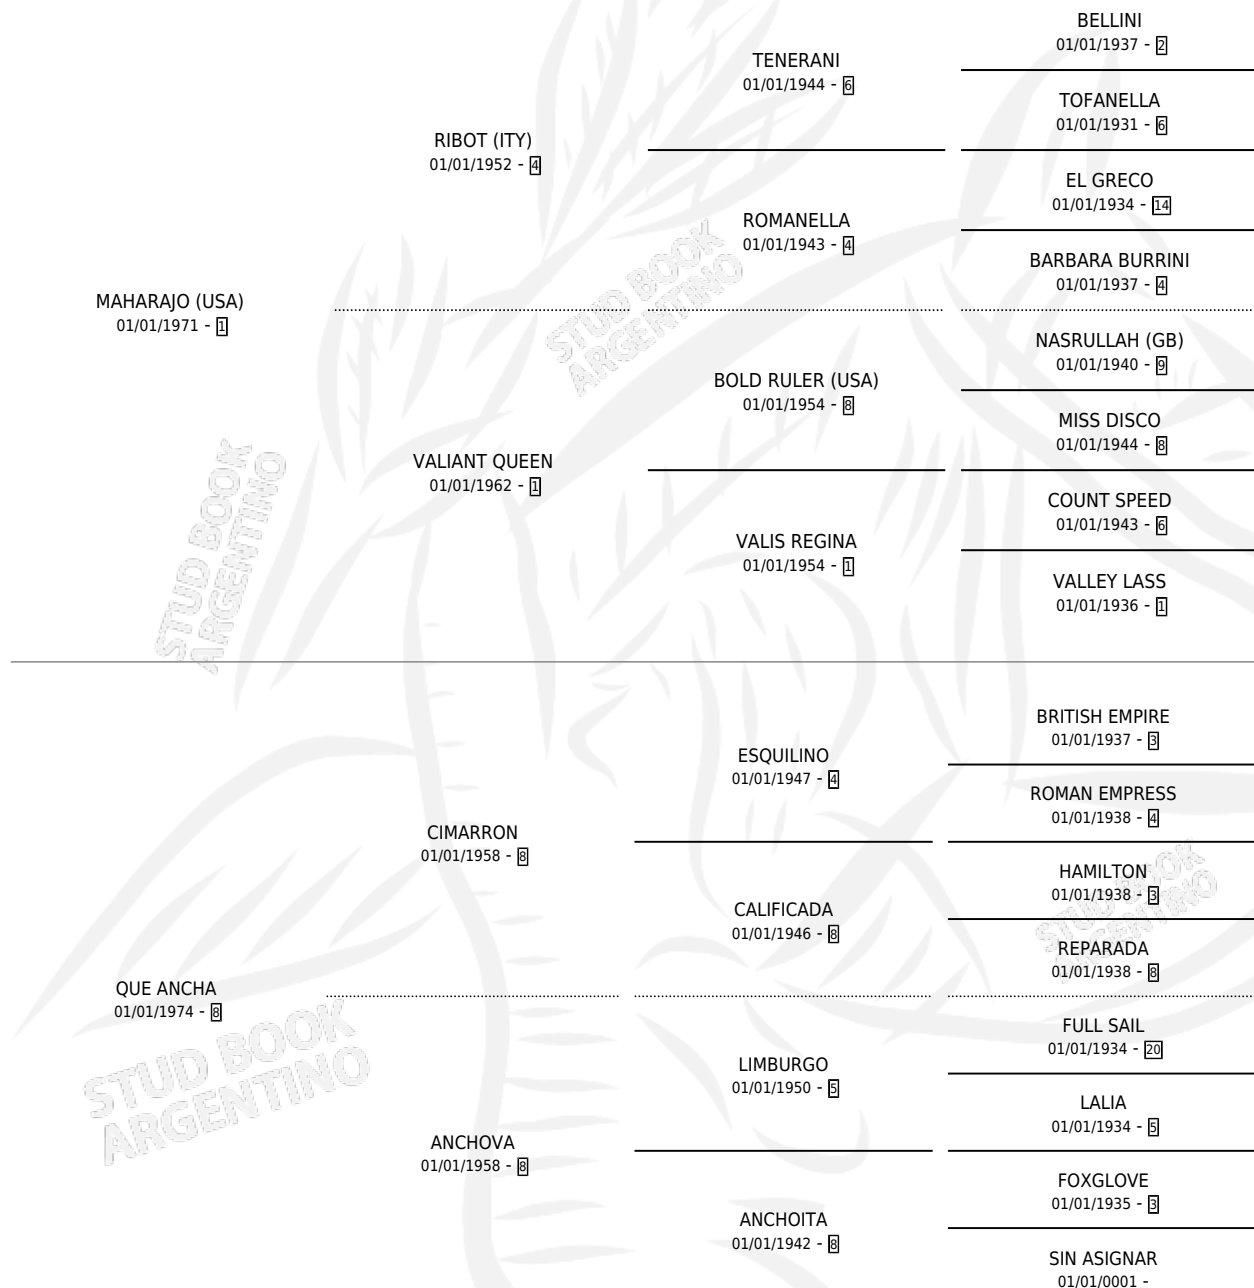 BELLINI
01/01/1937 - 2
TENERANI
01/01/1944 - 6
TOFANELLA
01/01/1931 - 6
RIBOT (ITY)
01/01/1952 - 4
EL GRECO
01/01/1934 - 14
ROMANELLA
01/01/1943 - 4
BARBARA BURRINI
01/01/1937 - 4
MAHARAJO (USA)
01/01/1971 - 1
NASRULLAH (GB)
01/01/1940 - 9
BOLD RULER (USA)
01/01/1954 - 8
MISS DISCO
01/01/1944 - 8
VALIANT QUEEN
01/01/1962 - 1
COUNT SPEED
01/01/1943 - 6
VALIS REGINA
01/01/1954 - 1
VALLEY LASS
01/01/1936 - 1
BRITISH EMPIRE
01/01/1937 - 3
ESQUILINO
01/01/1947 - 4
ROMAN EMPRESS
01/01/1938 - 4
CIMARRON
01/01/1958 - 8
HAMILTON
01/01/1938 - 3
CALIFICADA
01/01/1946 - 8
REPARADA
01/01/1938 - 8
QUE ANCHA
01/01/1974 - 8
FULL SAIL
01/01/1934 - 20
LIMBURGO
01/01/1950 - 5
LALIA
01/01/1934 - 5
ANCHOVA
01/01/1958 - 8
FOXGLOVE
01/01/1935 - 3
ANCHOITA
01/01/1942 - 8
SIN ASIGNAR
01/01/0001 -
STUD BOOK
ARGENTINO
STUD BOOK
ARGENTINO
STUD BOOK
ARGENTINO
STUD BOOK
ARGENTINO